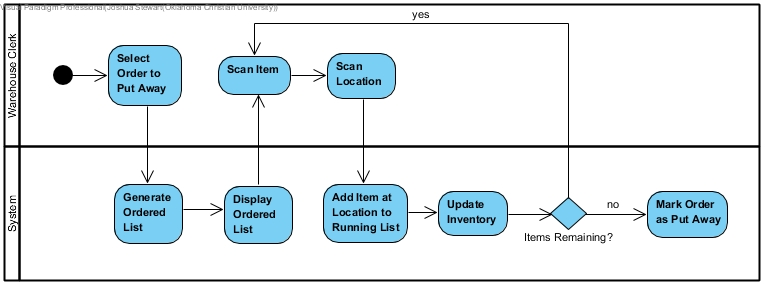 Visual Paradigm Professional(Joshua Stewart(Oklahoma Christian University))
yes
Warehouse Clerk
Select
Order to
Put Away
Scan Item
Scan
Location
System
Generate
Ordered
List
Display
Ordered
List
Add Item at
Location to
Running List
Update
Inventory
Items Remaining?
no
Mark Order
as Put Away